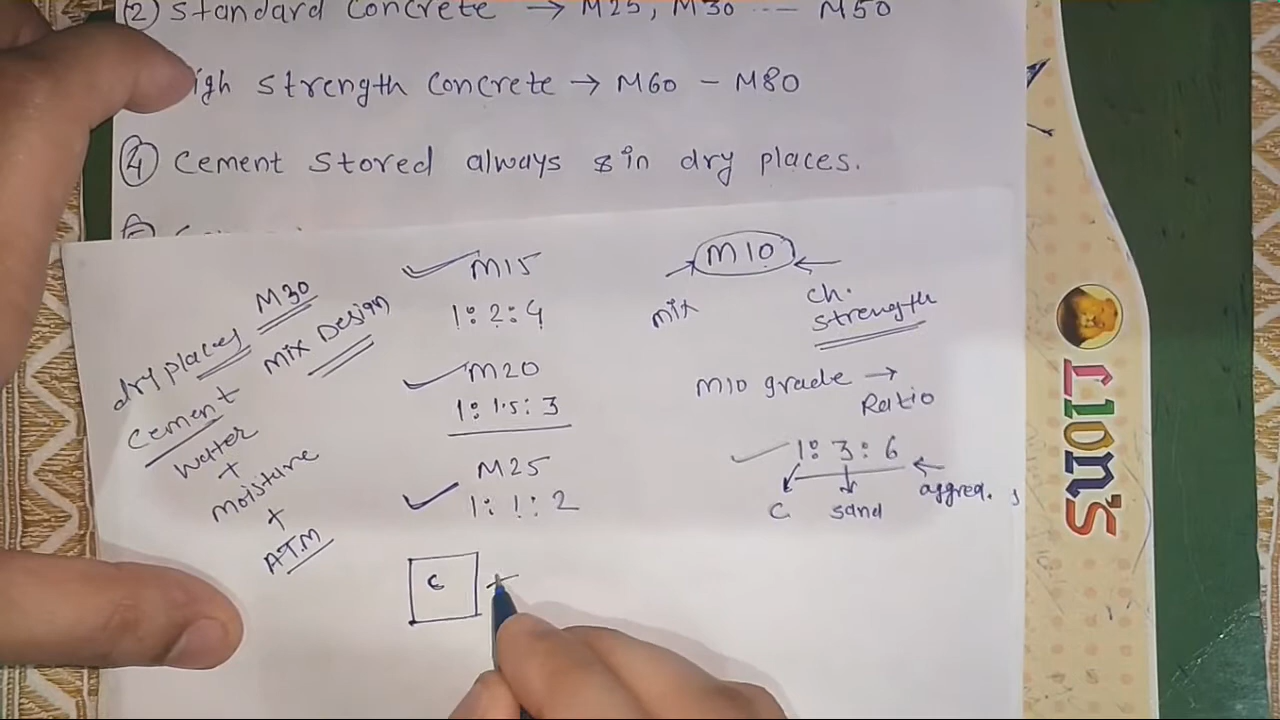 ② Standard Concrete → M25, M30 ---- M50
igh strength Concrete → M60 - M80
④ Cement Stored always in dry places.
M30
dry places
Mix Design
Cement
Water
+
moisture
+
ATM
M15
1:2:4
M20
1:1.5:3
M25
1:1:2
C +
M10
mix
ch.
strength
M10 grade →
Ratio
1:3:6
C sand aggreg.
LION'S